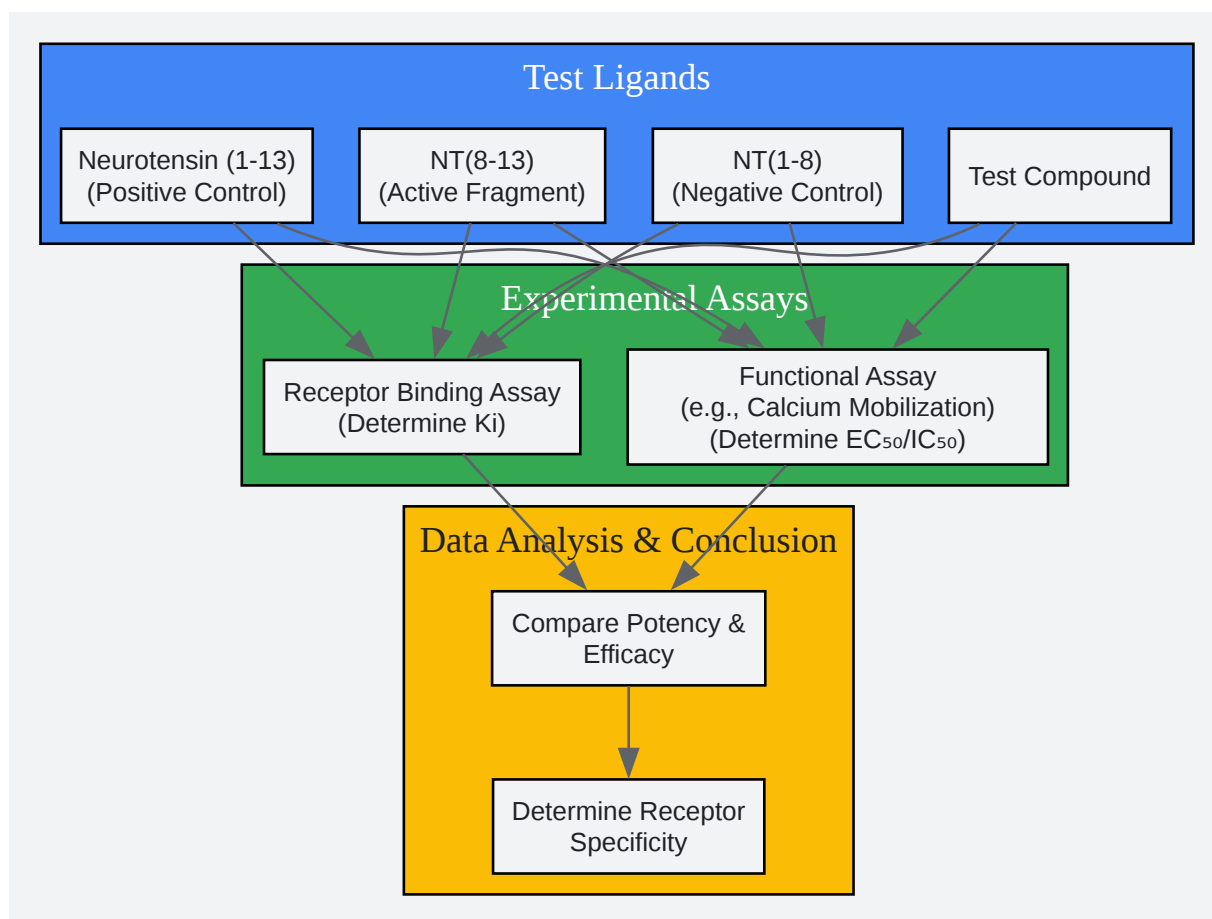 Test Ligands
Neurotensin (1-13)
(Positive Control)
NT(8-13)
(Active Fragment)
NT(1-8)
(Negative Control)
Test Compound
Experimental Assays
Receptor Binding Assay
(Determine Ki)
Functional Assay
(e.g., Calcium Mobilization)
(Determine EC₅₀/IC₅₀)
Data Analysis & Conclusion
Compare Potency &
Efficacy
Determine Receptor
Specificity